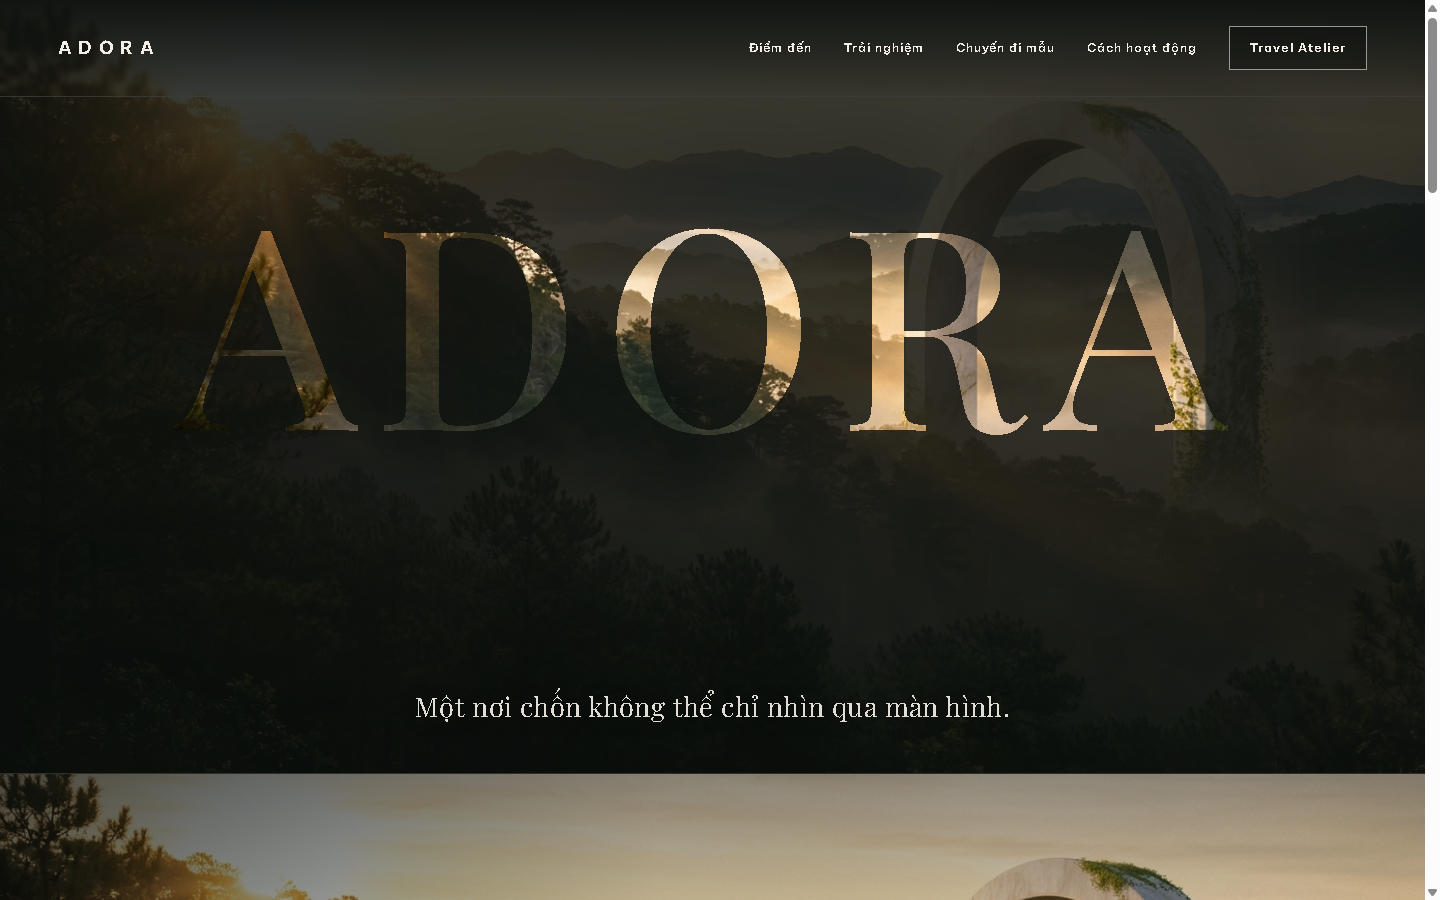 ADORA
Điểm đến
Trải nghiệm
Chuyến đi mẫu
Cách hoạt động
Travel Atelier
ADORA
Một nơi chốn không thể chỉ nhìn qua màn hình.